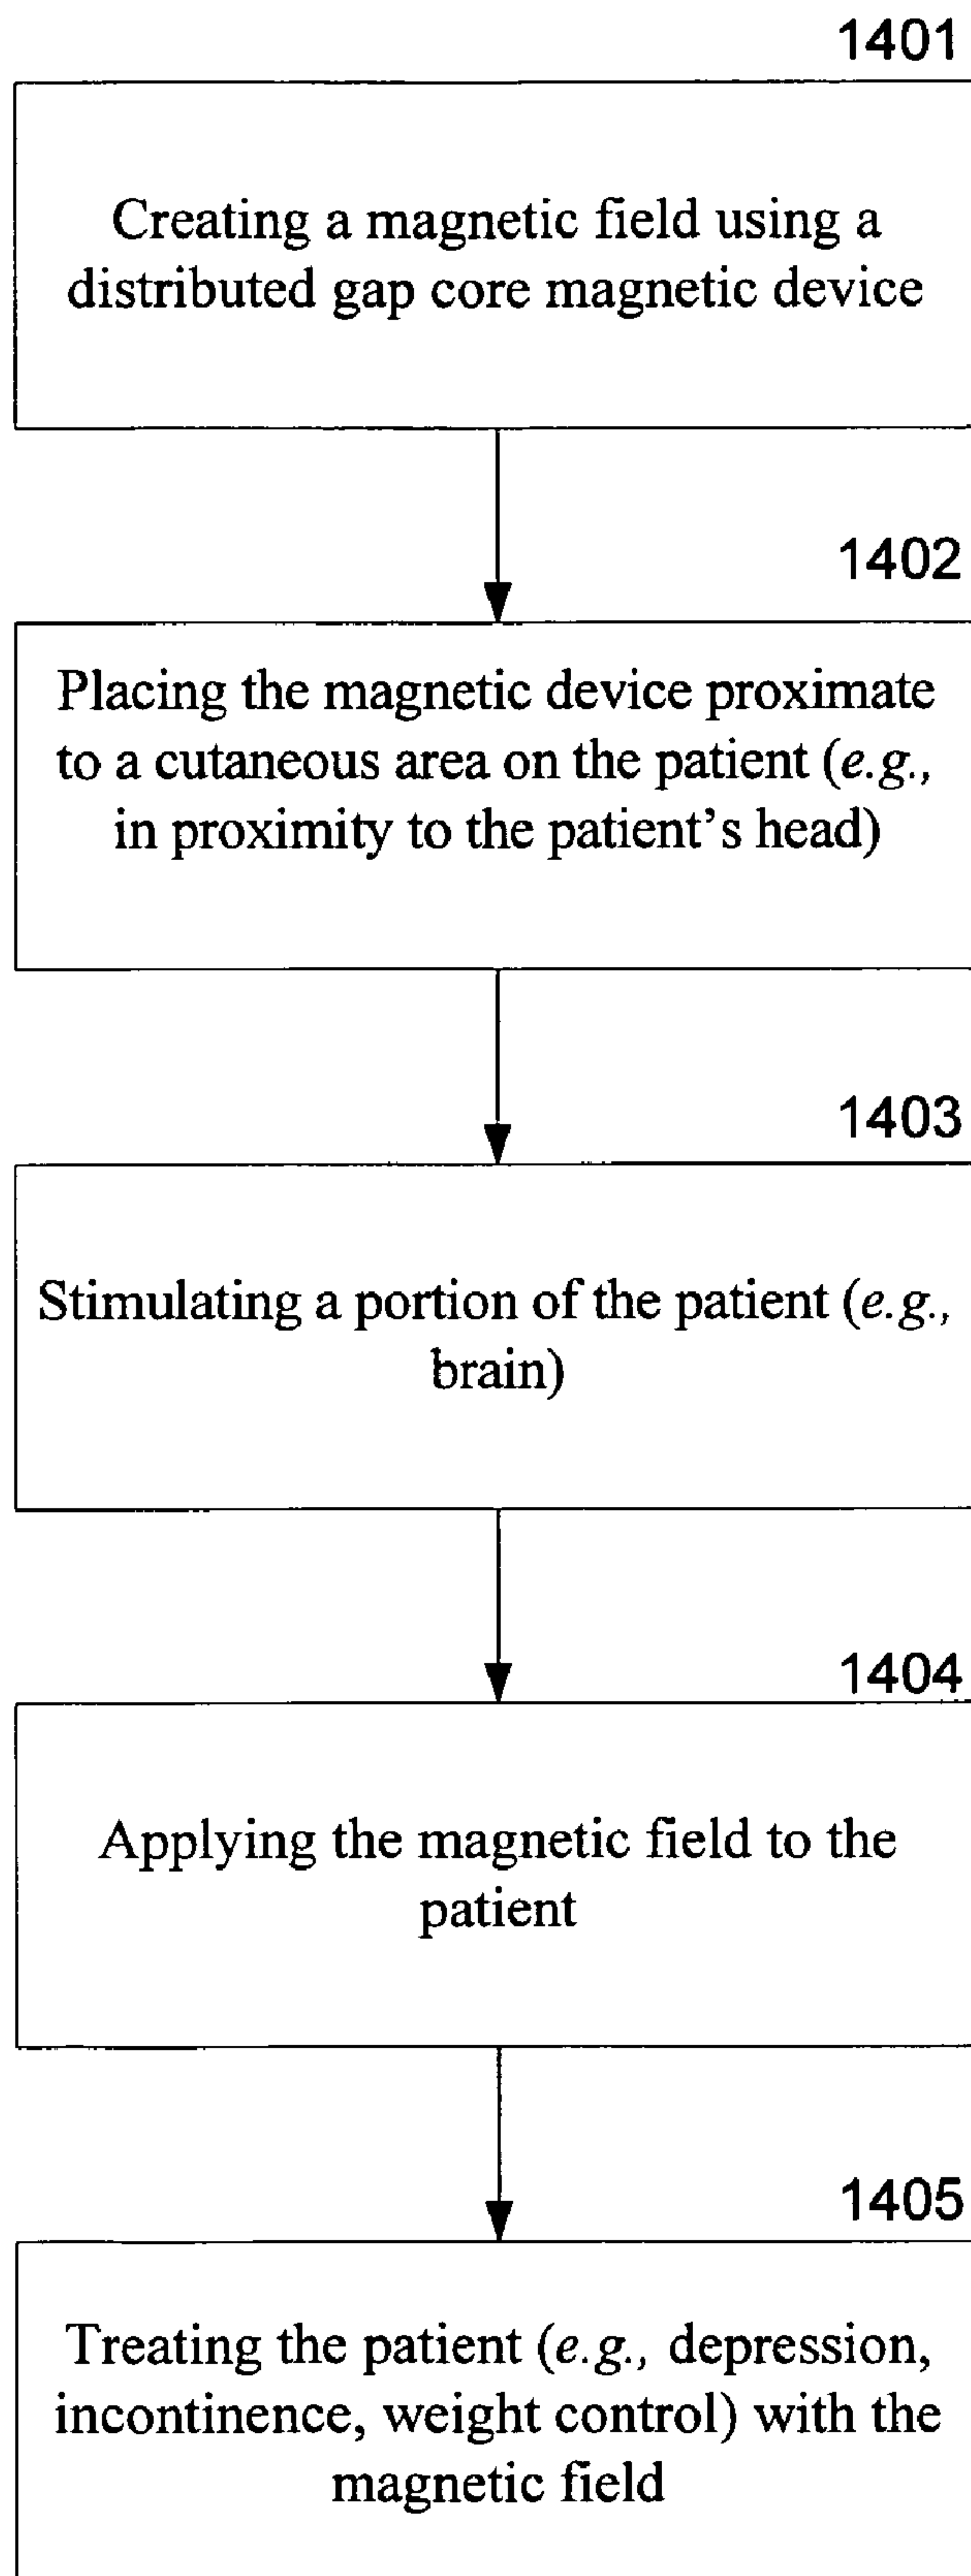 1401
Creating a magnetic field using a
distributed gap core magnetic device
1402
Placing the magnetic device proximate
to a cutaneous area on the patient (e.g.,
in proximity to the patient’s head)
1403
Stimulating a portion of the patient (e.g.,
brain)
1404
Applying the magnetic field to the
patient
1405
Treating the patient (e.g., depression,
incontinence, weight control) with the
magnetic field